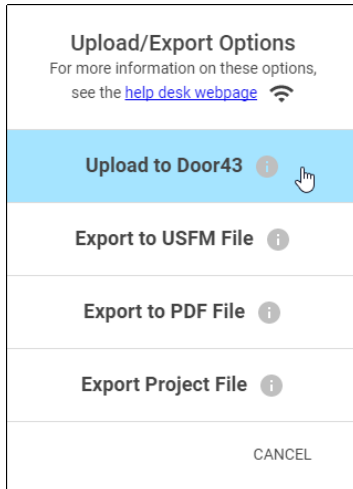 Upload/Export Options
For more information on these options,
see the help desk webpage
Upload to Door43
Export to USFM File
Export to PDF File
Export Project File
CANCEL